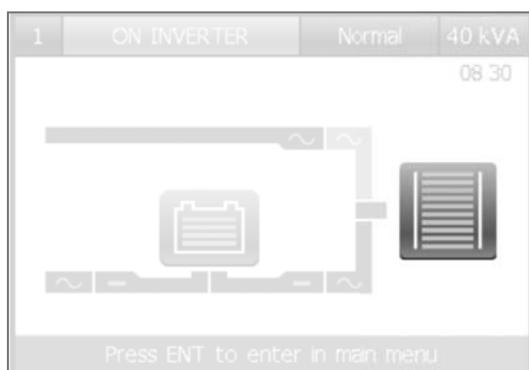 1 ON INVERTER Normal 40 kVA
08 30
Press ENT to enter in main menu